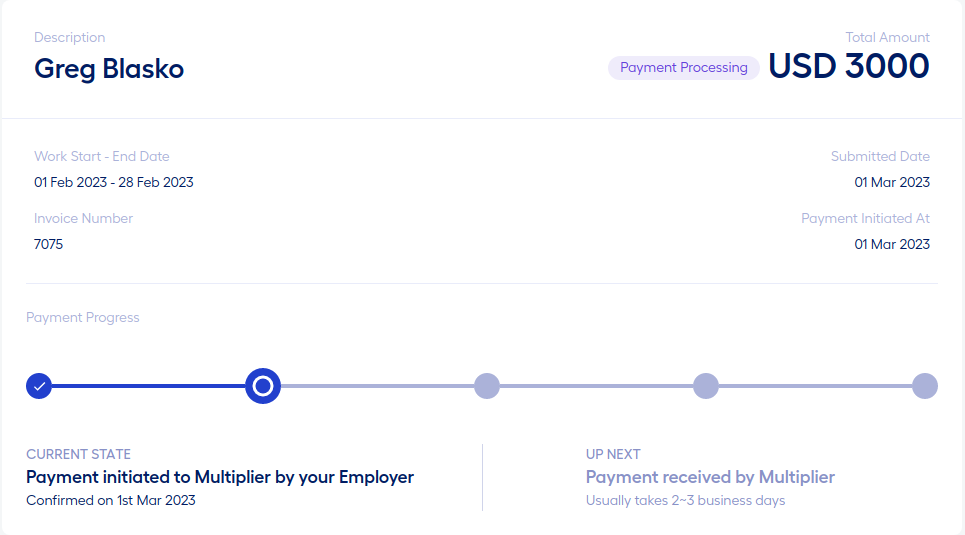 Description
Total Amount
Greg Blasko
Payment Processing
USD 3000
Work Start - End Date
Submitted Date
01 Feb 2023 - 28 Feb 2023
01 Mar 2023
Invoice Number
Payment Initiated At
7075
01 Mar 2023
Payment Progress
CURRENT STATE
Payment initiated to Multiplier by your Employer
Confirmed on 1st Mar 2023
UP NEXT
Payment received by Multiplier
Usually takes 2~3 business days